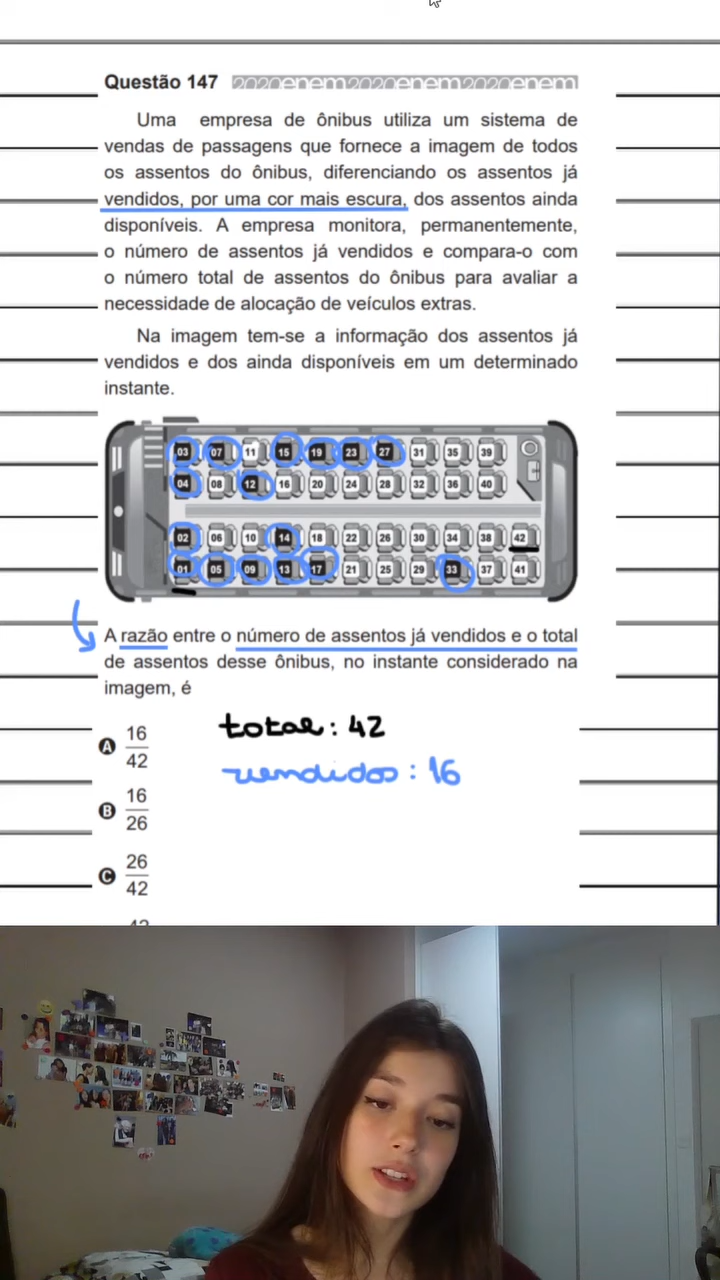 Questão 147 2020enem2020enem2020enem
Uma empresa de ônibus utiliza um sistema de
vendas de passagens que fornece a imagem de todos
os assentos do ônibus, diferenciando os assentos já
vendidos, por uma cor mais escura, dos assentos ainda
disponíveis. A empresa monitora, permanentemente,
o número de assentos já vendidos e compara-o com
o número total de assentos do ônibus para avaliar a
necessidade de alocação de veículos extras.
Na imagem tem-se a informação dos assentos já
vendidos e dos ainda disponíveis em um determinado
instante.
03 07 11 15 19 23 27 31 35 39
04 08 12 16 20 24 28 32 36 40
02 06 10 14 18 22 26 30 34 38 42
01 05 09 13 17 21 25 29 33 37 41
A razão entre o número de assentos já vendidos e o total
de assentos desse ônibus, no instante considerado na
imagem, é
A 16/42
total: 42
vendidos: 16
B 16/26
C 26/42